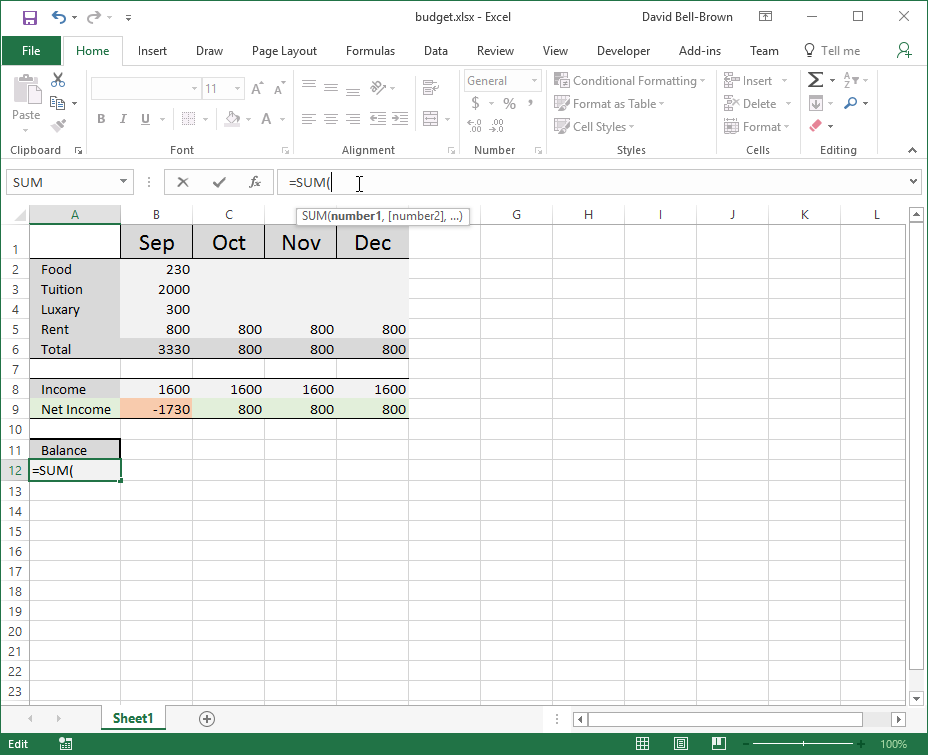 budget.xlsx - Excel
David Bell-Brown
File Home Insert Draw Page Layout Formulas Data Review View Developer Add-ins Team Tell me
Paste
11
B I U
A A
A
General
$ % ,
.00 .00
Conditional Formatting
Format as Table
Cell Styles
Insert
Delete
Format
Σ
A
Z
Clipboard Font Alignment Number Styles Cells Editing
SUM fx =SUM(
SUM(number1, [number2], ...)
A B C G H I J K L
1 Sep Oct Nov Dec
2 Food 230
3 Tuition 2000
4 Luxary 300
5 Rent 800 800 800 800
6 Total 3330 800 800 800
7
8 Income 1600 1600 1600 1600
9 Net Income -1730 800 800 800
10
11 Balance
12 =SUM(
13
14
15
16
17
18
19
20
21
22
23
Sheet1
Edit 100%